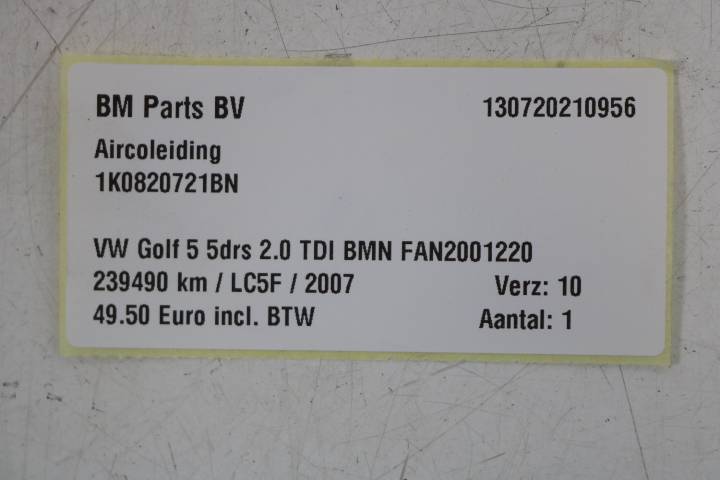 BM Parts BV 130720210956
Aircoleiding
1K0820721BN
VW Golf 5 5drs 2.0 TDI BMN FAN2001220
239490 km / LC5F / 2007 Verz: 10
49.50 Euro incl. BTW Aantal: 1